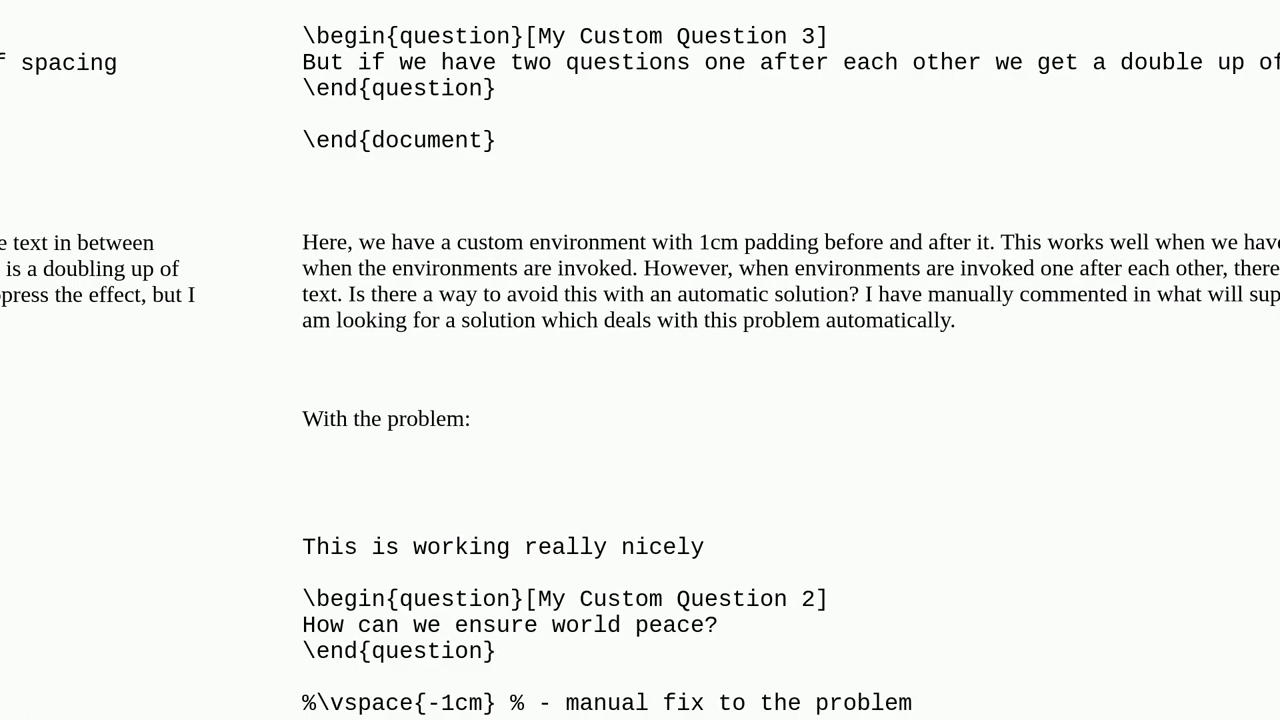 spacing
text in between
is a doubling up of
the effect, but I
\begin{question}[My Custom Question 3]
But if we have two questions one after each other we get a double up of
\end{question}
\end{document}
Here, we have a custom environment with 1cm padding before and after it. This works well when we have
when the environments are invoked. However, when environments are invoked one after each other, there
text. Is there a way to avoid this with an automatic solution? I have manually commented in what will sup
am looking for a solution which deals with this problem automatically.
With the problem:
This is working really nicely
\begin{question}[My Custom Question 2]
How can we ensure world peace?
\end{question}
%\vspace{-1cm} % - manual fix to the problem